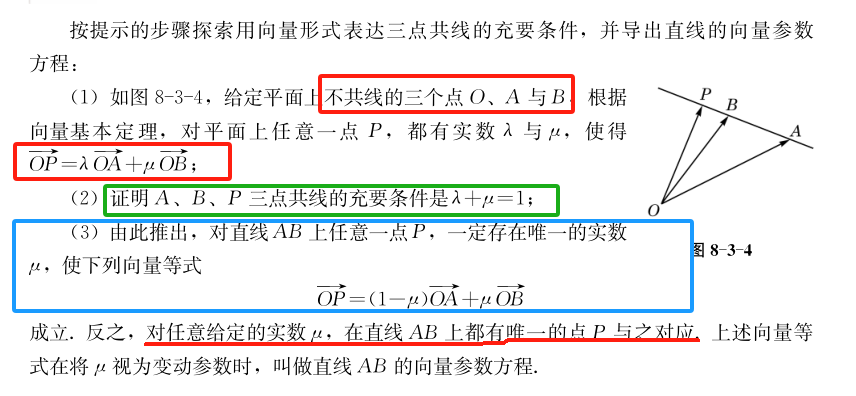 按提示的步骤探索用向量形式表达三点共线的充要条件，并导出直线的向量参数
方程：
（1）如图 8-3-4，给定平面上不共线的三个点 O、A 与 B．根据
向量基本定理，对平面上任意一点 P，都有实数 λ 与 μ，使得
$\overrightarrow{OP}=\lambda\overrightarrow{OA}+\mu\overrightarrow{OB}$；
（2）证明 A、B、P 三点共线的充要条件是 λ+μ=1；
（3）由此推出，对直线 AB 上任意一点 P，一定存在唯一的实数
μ，使下列向量等式
$\overrightarrow{OP}=(1-\mu)\overrightarrow{OA}+\mu\overrightarrow{OB}$
成立．反之，对任意给定的实数 μ，在直线 AB 上都有唯一的点 P 与之对应．上述向量等
式在将 μ 视为变动参数时，叫做直线 AB 的向量参数方程．
P
B
A
O
图 8-3-4